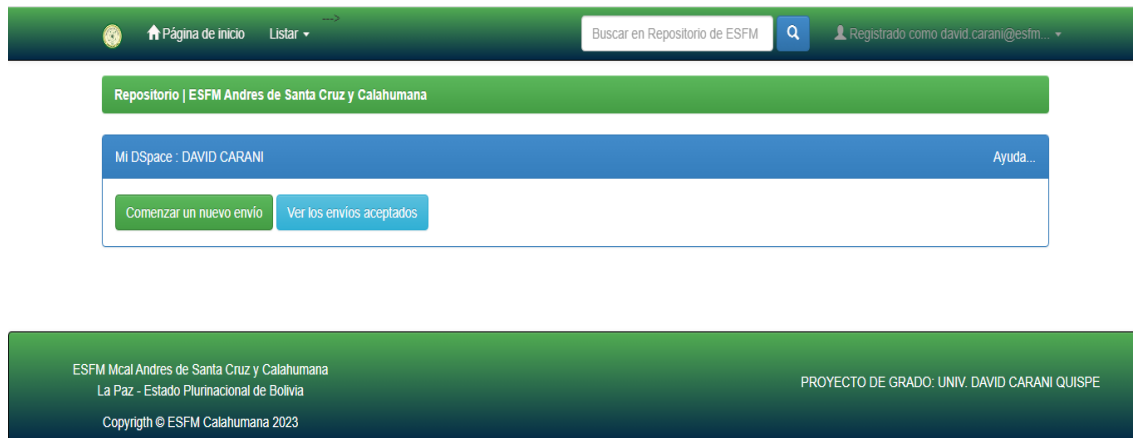 --->
Página de inicio Listar Buscar en Repositorio de ESFM Registrado como david.carani@esfm...
Repositorio | ESFM Andres de Santa Cruz y Calahumana
Mi DSpace : DAVID CARANI Ayuda...
Comenzar un nuevo envío Ver los envíos aceptados
ESFM Mcal Andres de Santa Cruz y Calahumana
La Paz - Estado Plurinacional de Bolivia
PROYECTO DE GRADO: UNIV. DAVID CARANI QUISPE
Copyrigth © ESFM Calahumana 2023